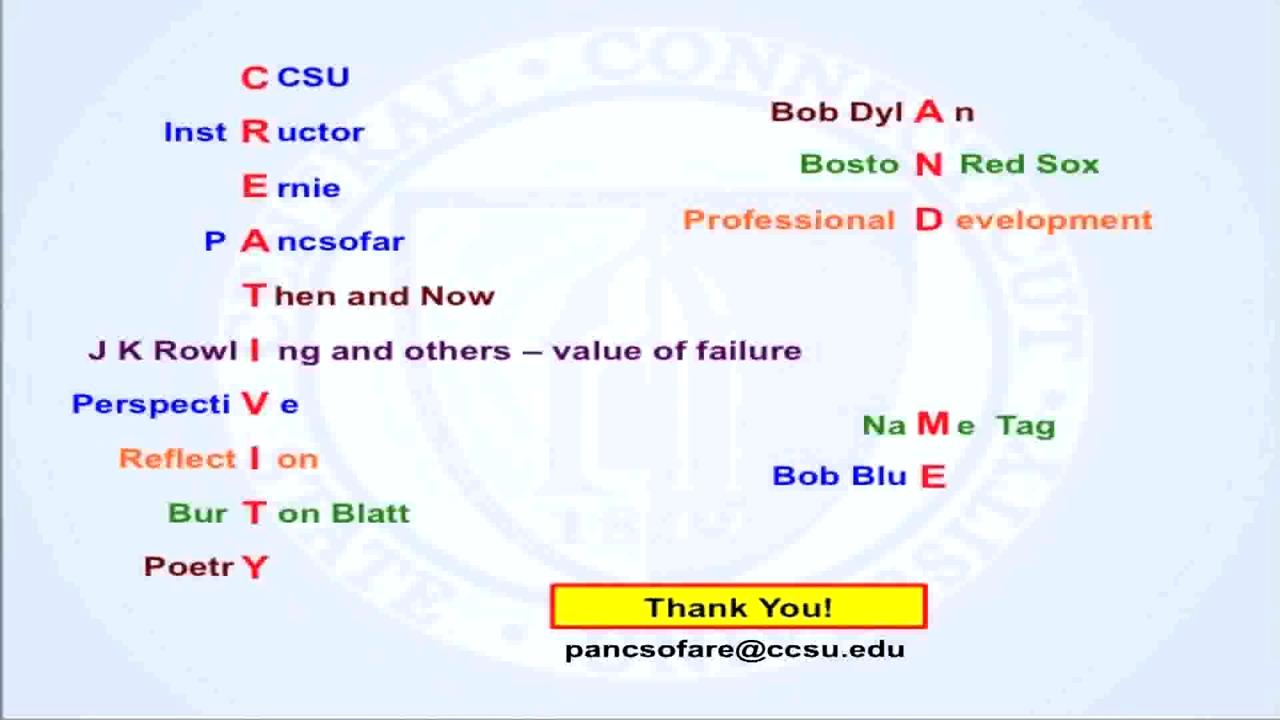 C CSU
Inst R uctor
E rnie
P A ncsofar
T hen and Now
J K Rowl I ng and others – value of failure
Perspecti V e
Reflect I on
Bur T on Blatt
Poetr Y
Bob Dyl A n
Bosto N Red Sox
Professional D evelopment
Na M e Tag
Bob Blu E
Thank You!
pancsofare@ccsu.edu